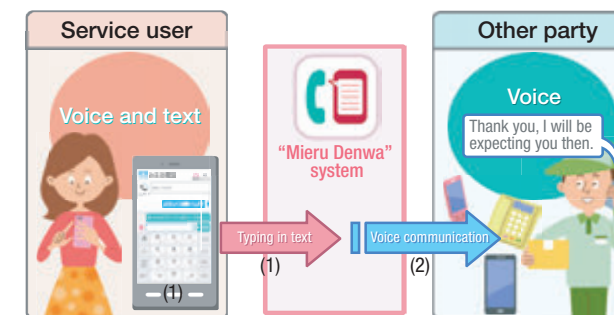 Service user
Other party
Voice and text
"Mieru Denwa"
system
Voice
Thank you, I will be
expecting you then.
Typing in text
Voice communication
(1)
(1)
(2)